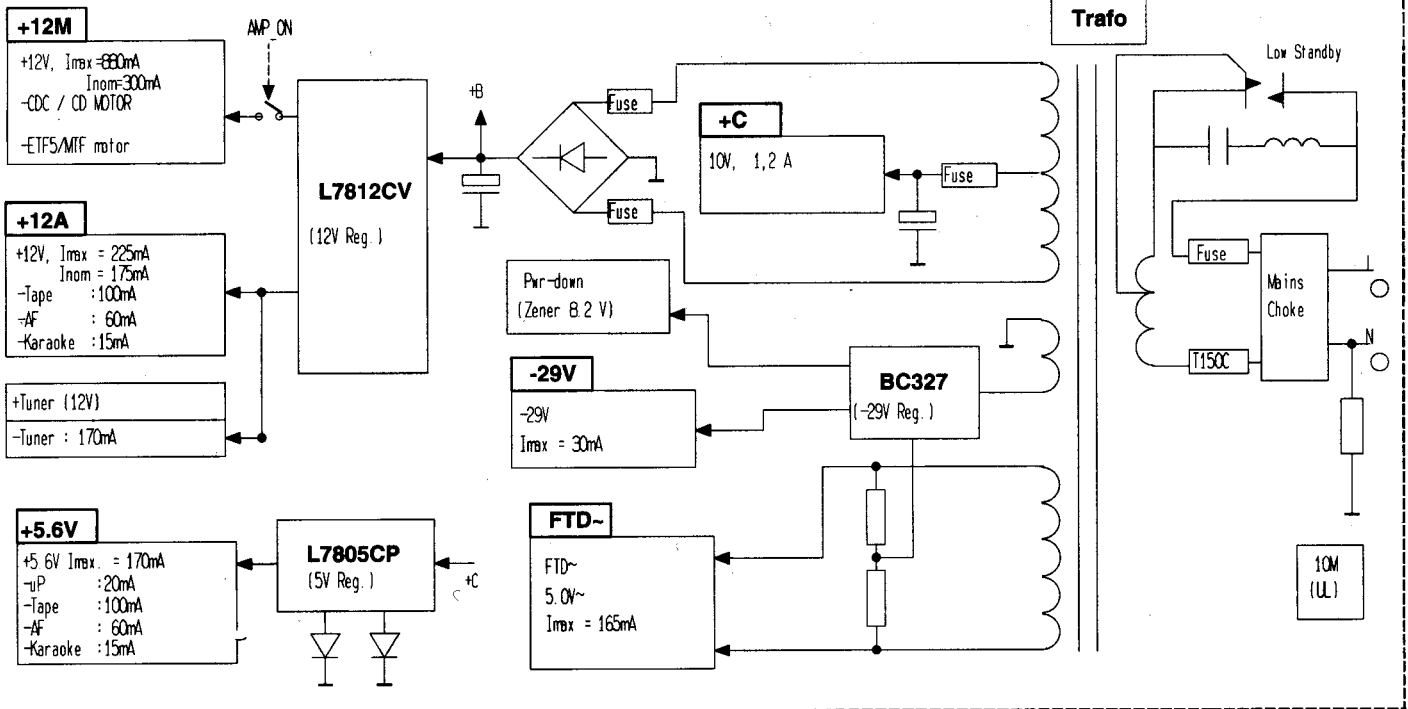 +12M
+12V, Imax=880mA
Inom=300mA
-CDC / CD MOTOR
-ETF5/MTF motor
AMP_ON
+12A
+12V, Imax = 225mA
Inom = 175mA
-Tape :100mA
-AF : 60mA
-Karaoke :15mA
+Tuner (12V)
-Tuner : 170mA
+5.6V
+5.6V Imax. = 170mA
-uP :20mA
-Tape :100mA
-AF : 60mA
-Karaoke :15mA
L7812CV
(12V Reg.)
L7805CP
(5V Reg.)
+C
+B
Fuse
Fuse
+C
10V, 1,2 A
Fuse
Pwr-down
(Zener 8.2 V)
-29V
-29V
Imax = 30mA
BC327
(-29V Reg.)
FTD~
FTD~
5.0V~
Imax = 165mA
Trafo
Low Standby
Fuse
T150C
Mains
Choke
L
N
10M
(UL)